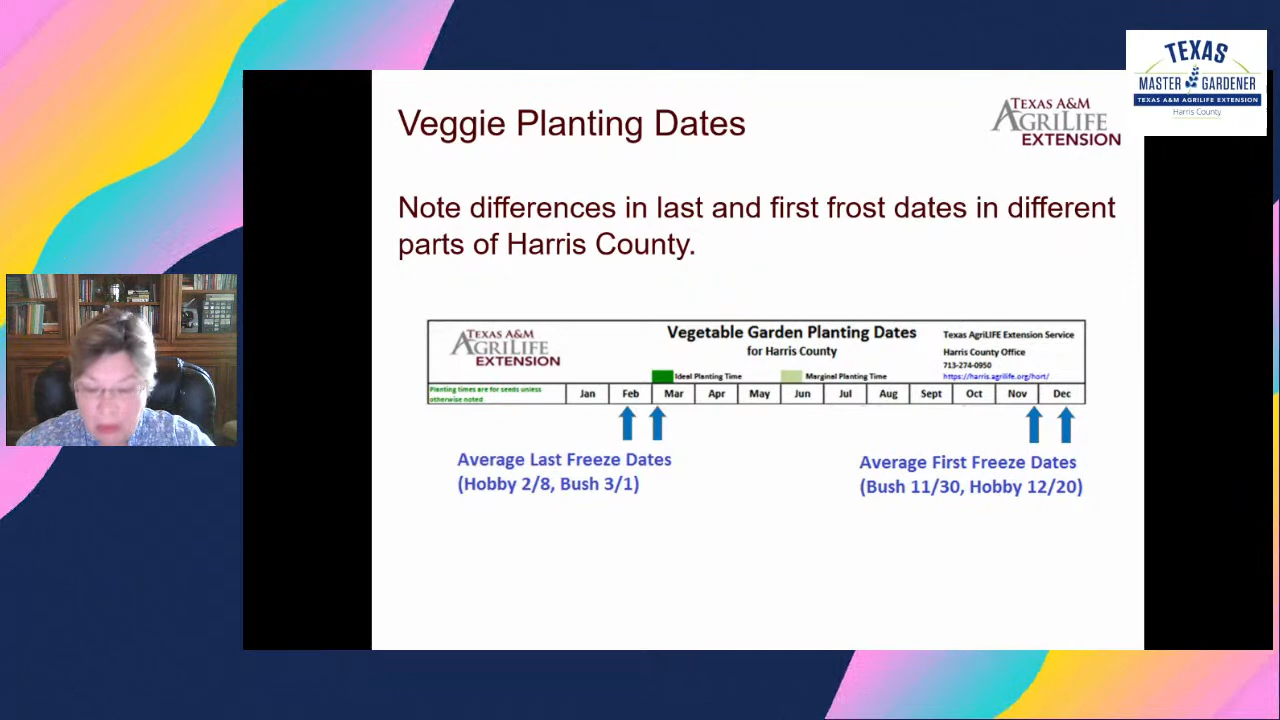 TEXAS
MASTER GARDENER
TEXAS A&M AGRILIFE EXTENSION
Harris County
Veggie Planting Dates
TEXAS A&M
AGRILIFE
EXTENSION
Note differences in last and first frost dates in different
parts of Harris County.
TEXAS A&M
AGRILIFE
EXTENSION
Vegetable Garden Planting Dates
for Harris County
Ideal Planting Time
Marginal Planting Time
Texas AgriLIFE Extension Service
Harris County Office
713-274-0950
https://harris.agrilife.org/hort/
Planting times are for seeds unless
otherwise noted
Jan Feb Mar Apr May Jun Jul Aug Sept Oct Nov Dec
Average Last Freeze Dates
(Hobby 2/8, Bush 3/1)
Average First Freeze Dates
(Bush 11/30, Hobby 12/20)